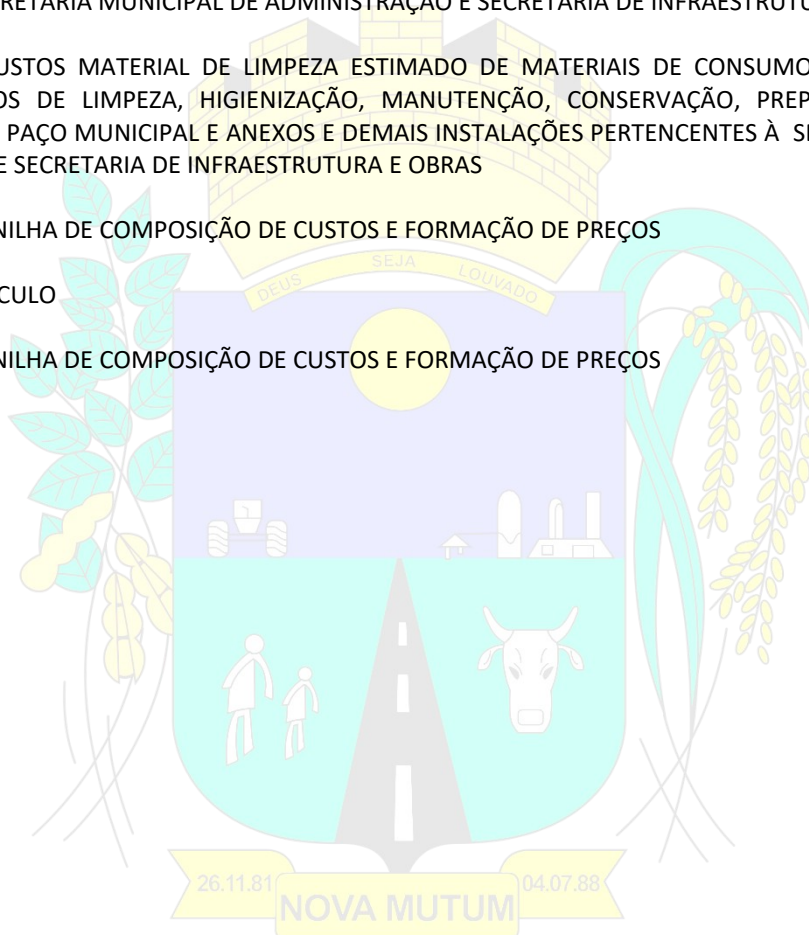 RETARIA MUNICIPAL DE ADMINISTRAÇÃO E SECRETARIA DE INFRAESTRUTU
USTOS MATERIAL DE LIMPEZA ESTIMADO DE MATERIAIS DE CONSUMO
OS DE LIMPEZA, HIGIENIZAÇÃO, MANUTENÇÃO, CONSERVAÇÃO, PREP
PAÇO MUNICIPAL E ANEXOS E DEMAIS INSTALAÇÕES PERTENCENTES À SE
E SECRETARIA DE INFRAESTRUTURA E OBRAS
NILHA DE COMPOSIÇÃO DE CUSTOS E FORMAÇÃO DE PREÇOS
DEUS SEJA LOUVADO
CULO
NILHA DE COMPOSIÇÃO DE CUSTOS E FORMAÇÃO DE PREÇOS
26.11.81 04.07.88
NOVA MUTUM